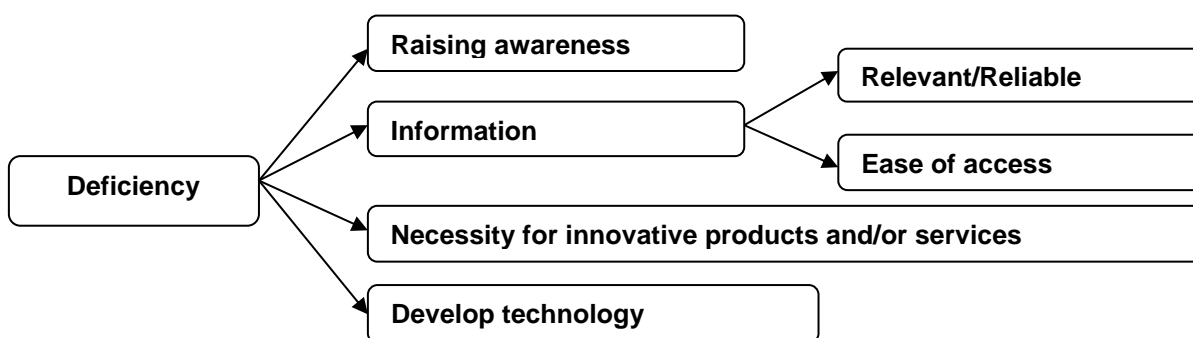 Raising awareness
Relevant/Reliable
Information
Ease of access
Deficiency
Necessity for innovative products and/or services
Develop technology